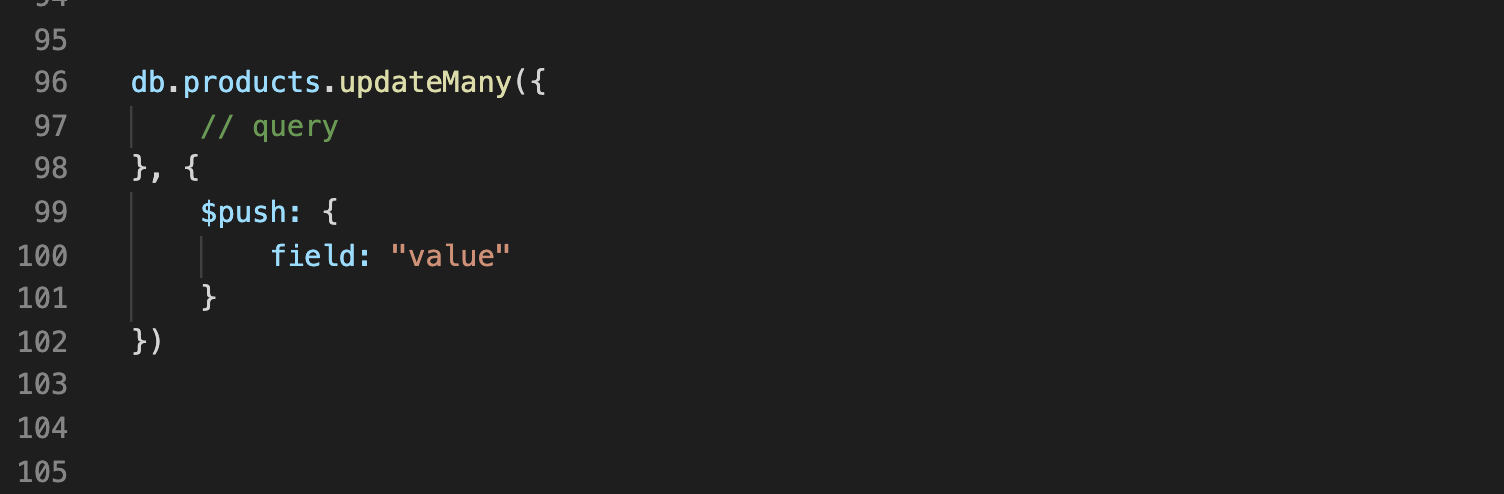 95
96 db.products.updateMany({
97 // query
98 }, {
99 $push: {
100 field: "value"
101 }
102 })
103
104
105